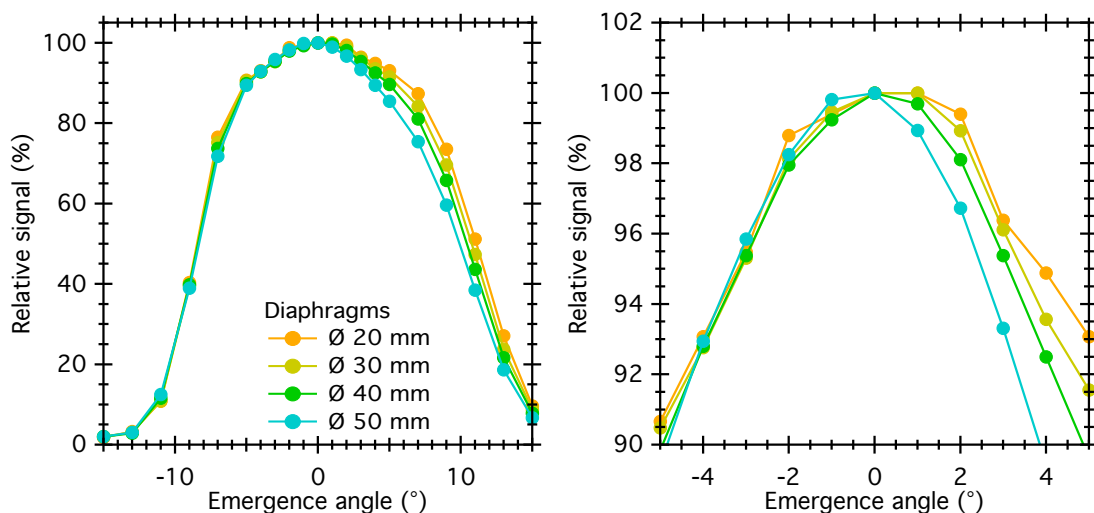 100
80
60
40
20
0
Relative signal (%)
-10
0
10
Emergence angle (°)
Diaphragms
Ø 20 mm
Ø 30 mm
Ø 40 mm
Ø 50 mm
102
100
98
96
94
92
90
Relative signal (%)
-4
-2
0
2
4
Emergence angle (°)